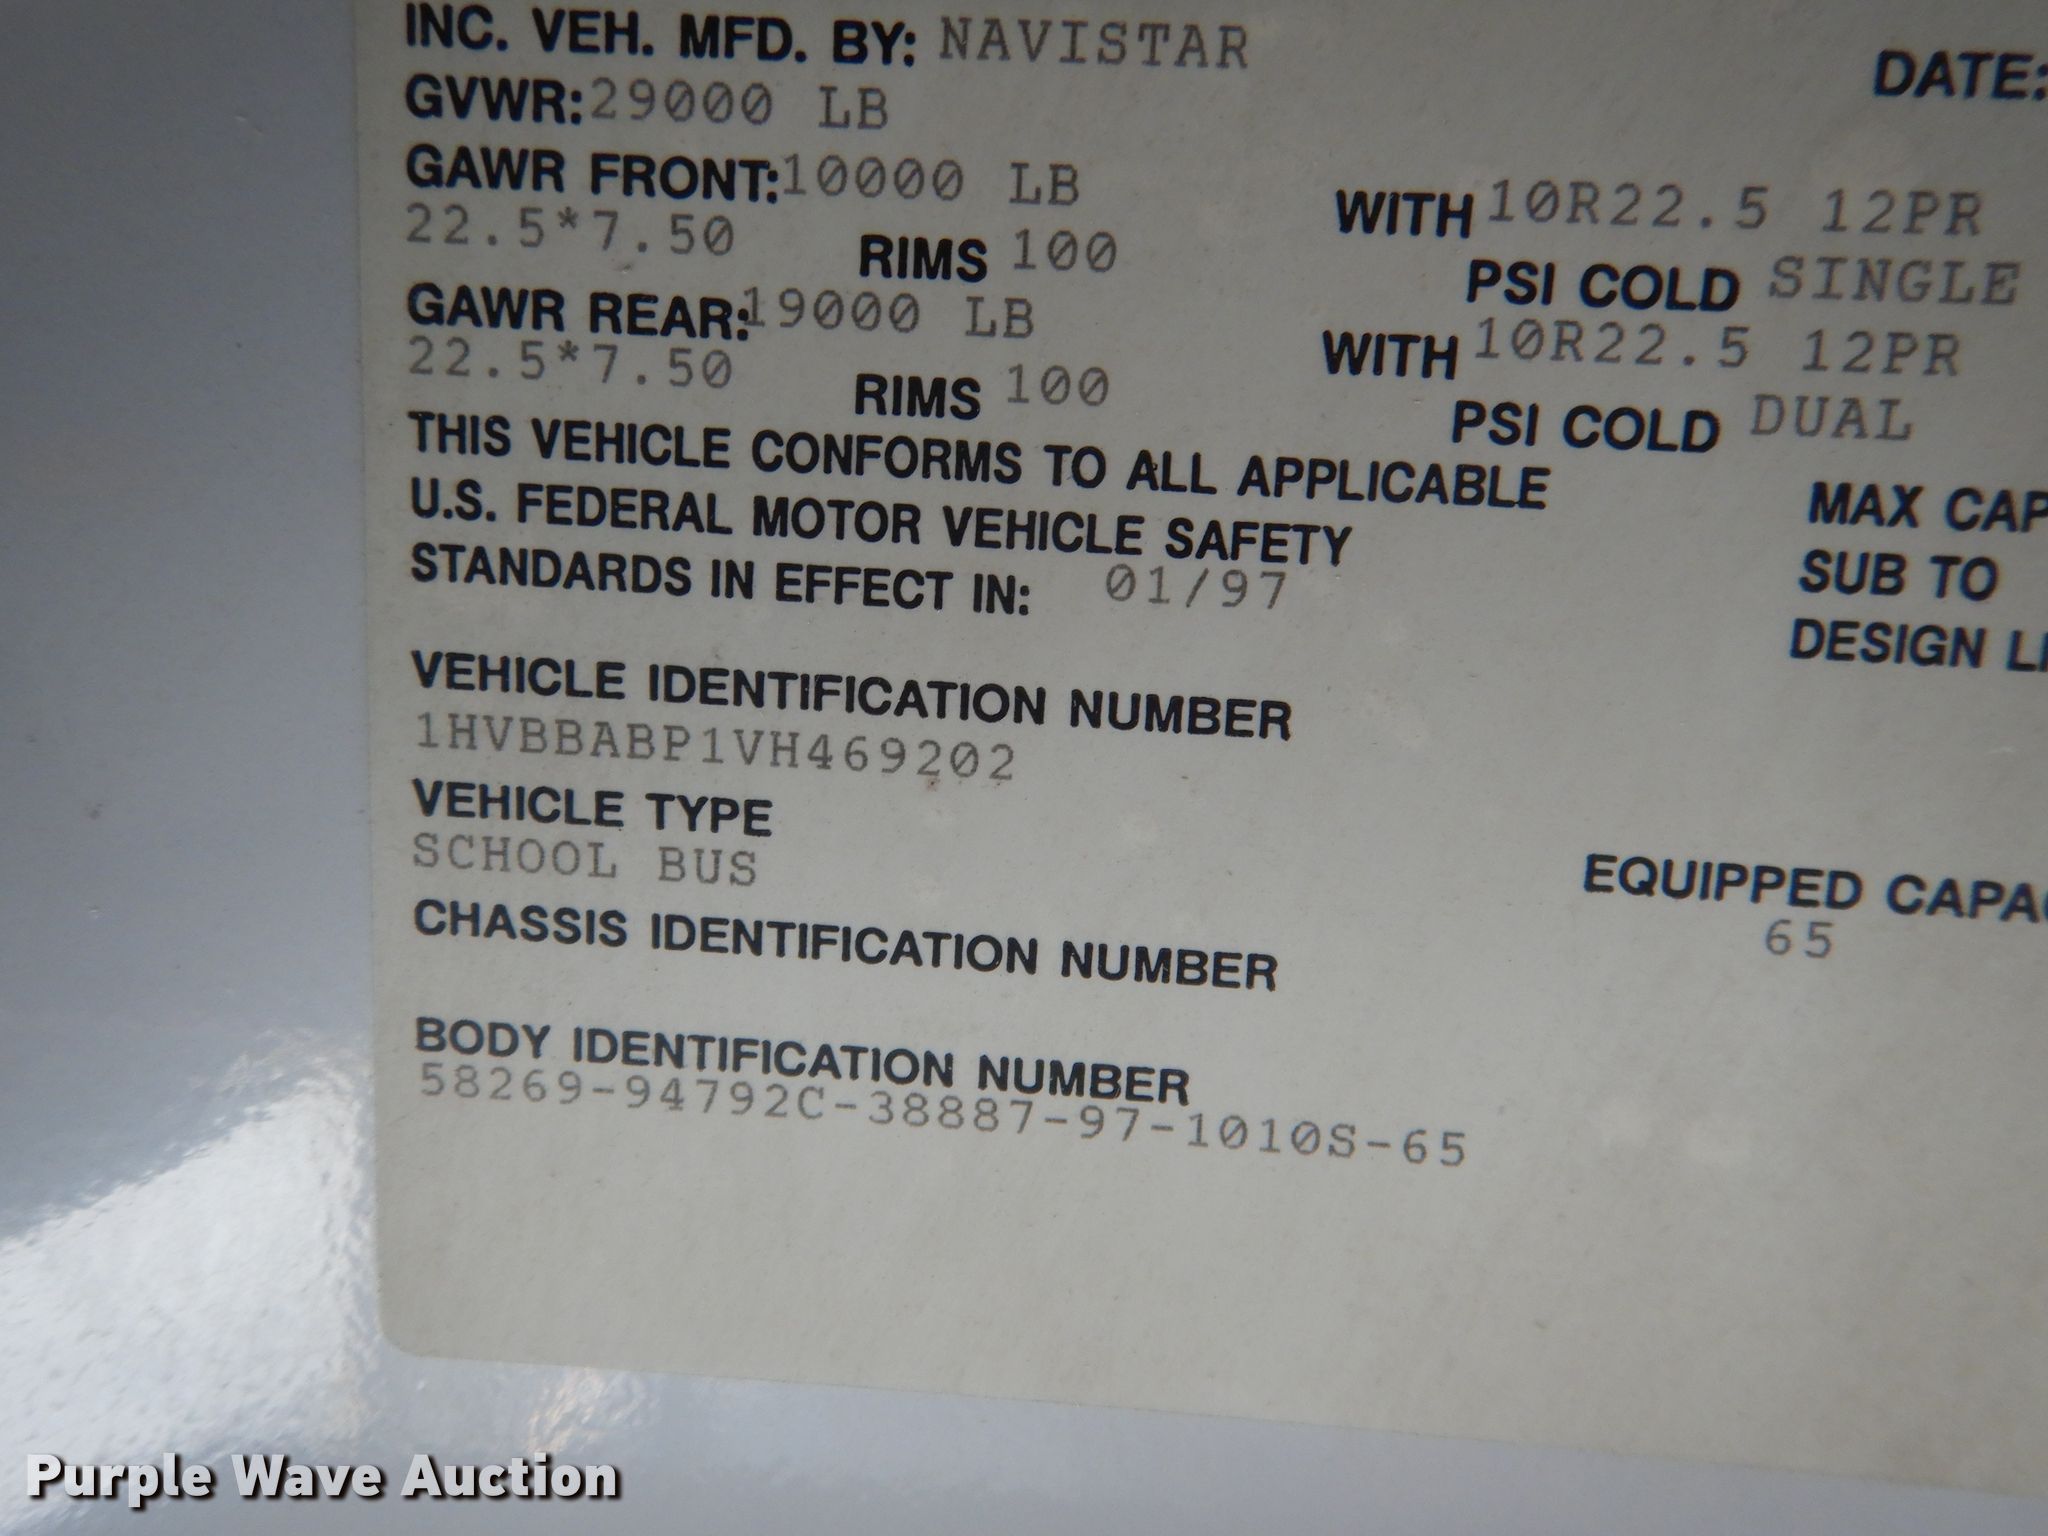 INC. VEH. MFD. BY: NAVISTAR
DATE:
GVWR: 29000 LB
GAWR FRONT: 10000 LB WITH 10R22.5 12PR
22.5*7.50 RIMS 100 PSI COLD SINGLE
GAWR REAR: 19000 LB WITH 10R22.5 12PR
22.5*7.50 RIMS 100 PSI COLD DUAL
THIS VEHICLE CONFORMS TO ALL APPLICABLE
U.S. FEDERAL MOTOR VEHICLE SAFETY
STANDARDS IN EFFECT IN: 01/97
MAX CAP
SUB TO
DESIGN L
VEHICLE IDENTIFICATION NUMBER
1HVBBABP1VH469202
VEHICLE TYPE
SCHOOL BUS
EQUIPPED CAPA
65
CHASSIS IDENTIFICATION NUMBER
BODY IDENTIFICATION NUMBER
58269-94792C-38887-97-1010S-65
Purple Wave Auction